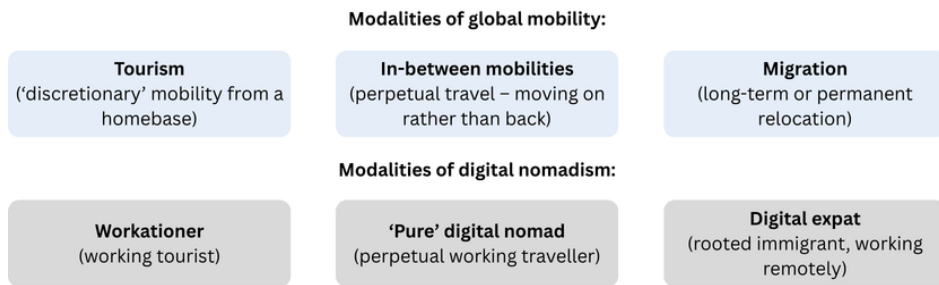 Modalities of global mobility:
Tourism
(‘discretionary’ mobility from a
homebase)
In-between mobilities
(perpetual travel – moving on
rather than back)
Migration
(long-term or permanent
relocation)
Modalities of digital nomadism:
Workationer
(working tourist)
‘Pure’ digital nomad
(perpetual working traveller)
Digital expat
(rooted immigrant, working
remotely)